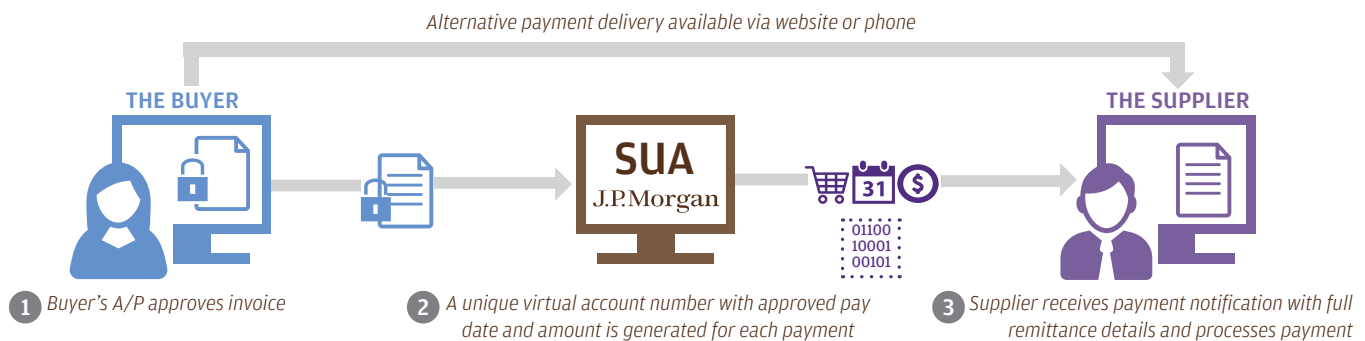 Alternative payment delivery available via website or phone
THE BUYER
THE SUPPLIER
SUA
J.P.Morgan
31
$
01100
10001
00101
1 Buyer's A/P approves invoice
2 A unique virtual account number with approved pay
date and amount is generated for each payment
3 Supplier receives payment notification with full
remittance details and processes payment